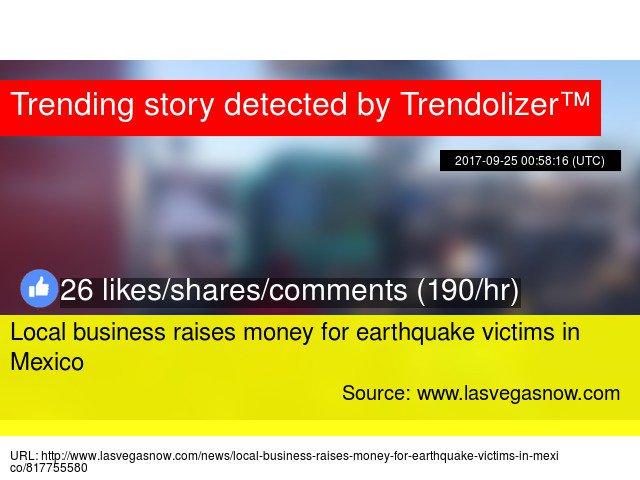 Trending story detected by Trendolizer™
2017-09-25 00:58:16 (UTC)
26 likes/shares/comments (190/hr)
Local business raises money for earthquake victims in
Mexico
Source: www.lasvegasnow.com
URL: http://www.lasvegasnow.com/news/local-business-raises-money-for-earthquake-victims-in-mexi
co/817755580